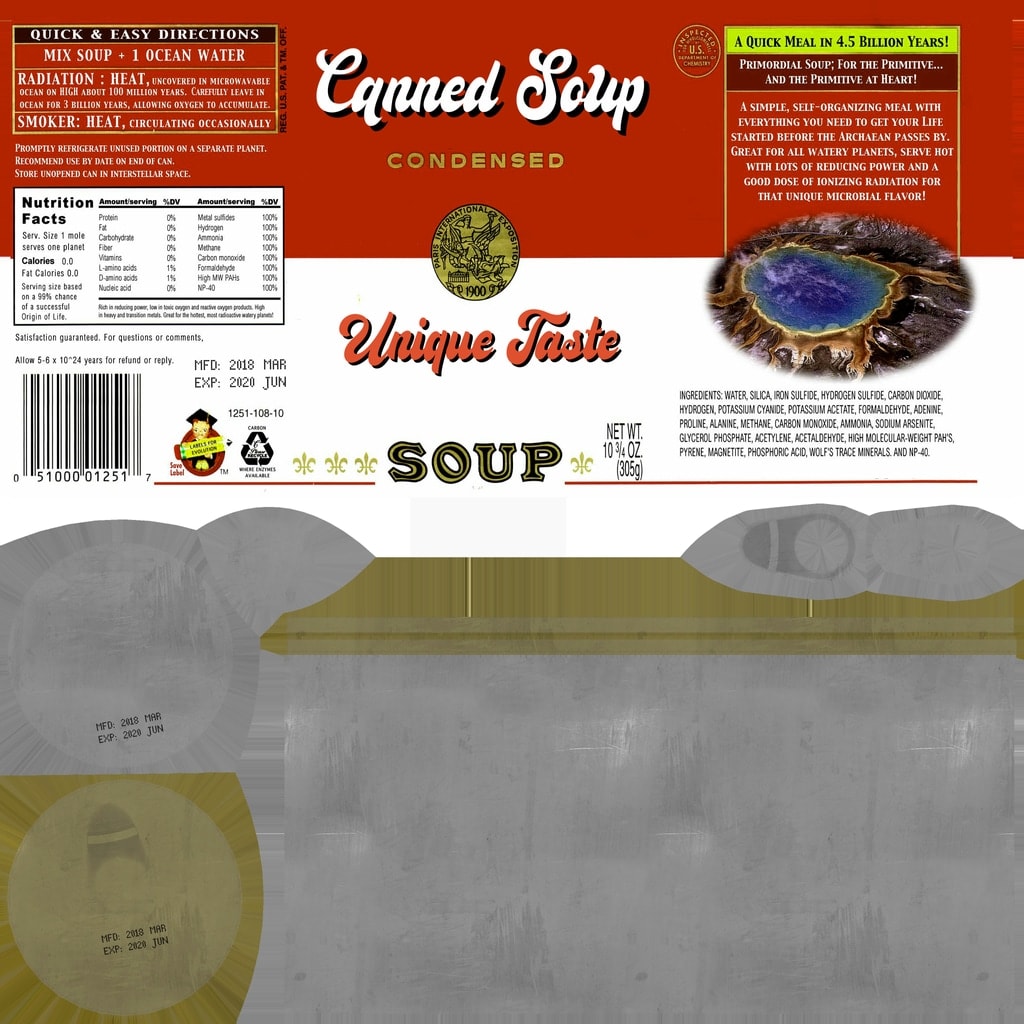 QUICK & EASY DIRECTIONS
MIX SOUP + 1 OCEAN WATER
RADIATION : HEAT, UNCOVERED IN MICROWAVABLE
OCEAN ON HIGH ABOUT 100 MILLION YEARS. CAREFULLY LEAVE IN
OCEAN FOR 3 BILLION YEARS, ALLOWING OXYGEN TO ACCUMULATE.
SMOKER: HEAT, CIRCULATING OCCASIONALLY
REG. U.S. PAT. & TM. OFF.
PROMPTLY REFRIGERATE UNUSED PORTION ON A SEPARATE PLANET.
RECOMMEND USE BY DATE ON END OF CAN.
STORE UNOPENED CAN IN INTERSTELLAR SPACE.
Nutrition
Facts
Serv. Size 1 mole
serves one planet
Calories 0.0
Fat Calories 0.0
Serving size based
on a 99% chance
of a successful
Origin of Life.
Amount/serving %DV Amount/serving %DV
Protein 0% Metal sulfides 100%
Fat 0% Hydrogen 100%
Carbohydrate 0% Ammonia 100%
Fiber 0% Methane 100%
Vitamins 0% Carbon monoxide 100%
L-amino acids 1% Formaldehyde 100%
D-amino acids 1% High MW PAHs 100%
Nucleic acid 0% NP-40 100%
Rich in reducing power, low in toxic oxygen and reactive oxygen products. High
in heavy and transition metals. Great for the hottest, most radioactive watery planets!
Satisfaction guaranteed. For questions or comments,
Allow 5-6 x 10^24 years for refund or reply.
MFD: 2018 MAR
EXP: 2020 JUN
0 51000 01251 7
1251-108-10
LABELS FOR
EVOLUTION
Save
Label
TM
CARBON
6
Please
RECYCLE
WHERE ENZYMES
AVAILABLE
Canned Soup
CONDENSED
PARIS INTERNATIONAL EXPOSITION
1900
Unique Taste
SOUP
NET WT.
10 3/4 OZ.
(305g)
INSPECTED
U.S.
DEPARTMENT OF
CHEMISTRY
A QUICK MEAL IN 4.5 BILLION YEARS!
PRIMORDIAL SOUP; FOR THE PRIMITIVE...
AND THE PRIMITIVE AT HEART!
A SIMPLE, SELF-ORGANIZING MEAL WITH
EVERYTHING YOU NEED TO GET YOUR LIFE
STARTED BEFORE THE ARCHAEAN PASSES BY.
GREAT FOR ALL WATERY PLANETS, SERVE HOT
WITH LOTS OF REDUCING POWER AND A
GOOD DOSE OF IONIZING RADIATION FOR
THAT UNIQUE MICROBIAL FLAVOR!
INGREDIENTS: WATER, SILICA, IRON SULFIDE, HYDROGEN SULFIDE, CARBON DIOXIDE,
HYDROGEN, POTASSIUM CYANIDE, POTASSIUM ACETATE, FORMALDEHYDE, ADENINE,
PROLINE, ALANINE, METHANE, CARBON MONOXIDE, AMMONIA, SODIUM ARSENITE,
GLYCEROL PHOSPHATE, ACETYLENE, ACETALDEHYDE, HIGH MOLECULAR-WEIGHT PAH'S,
PYRENE, MAGNETITE, PHOSPHORIC ACID, WOLF'S TRACE MINERALS. AND NP-40.
MFD: 2018 MAR
EXP: 2020 JUN
MFD: 2018 MAR
EXP: 2020 JUN